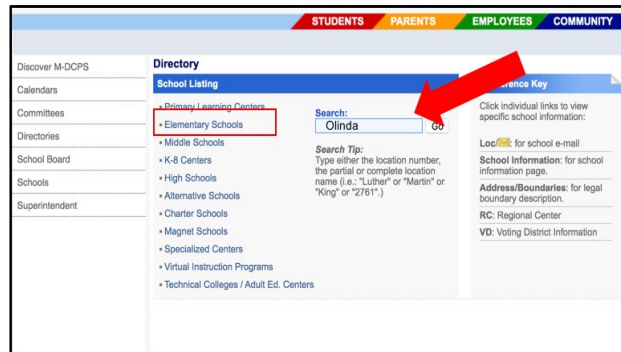 STUDENTS PARENTS EMPLOYEES COMMUNITY
Discover M-DCPS
Calendars
Committees
Directories
School Board
Schools
Superintendent
Directory
School Listing
Primary Learning Centers
Elementary Schools
Middle Schools
K-8 Centers
High Schools
Alternative Schools
Charter Schools
Magnet Schools
Specialized Centers
Virtual Instruction Programs
Technical Colleges / Adult Ed. Centers
Search:
Olinda
Go
Search Tip:
Type either the location number,
the partial or complete location
name (i.e.: "Luther" or "Martin" or
"King" or "2761".)
Key
Click individual links to view
specific school information:
Loc/: for school e-mail
School Information: for school
information page.
Address/Boundaries: for legal
boundary description.
RC: Regional Center
VD: Voting District Information